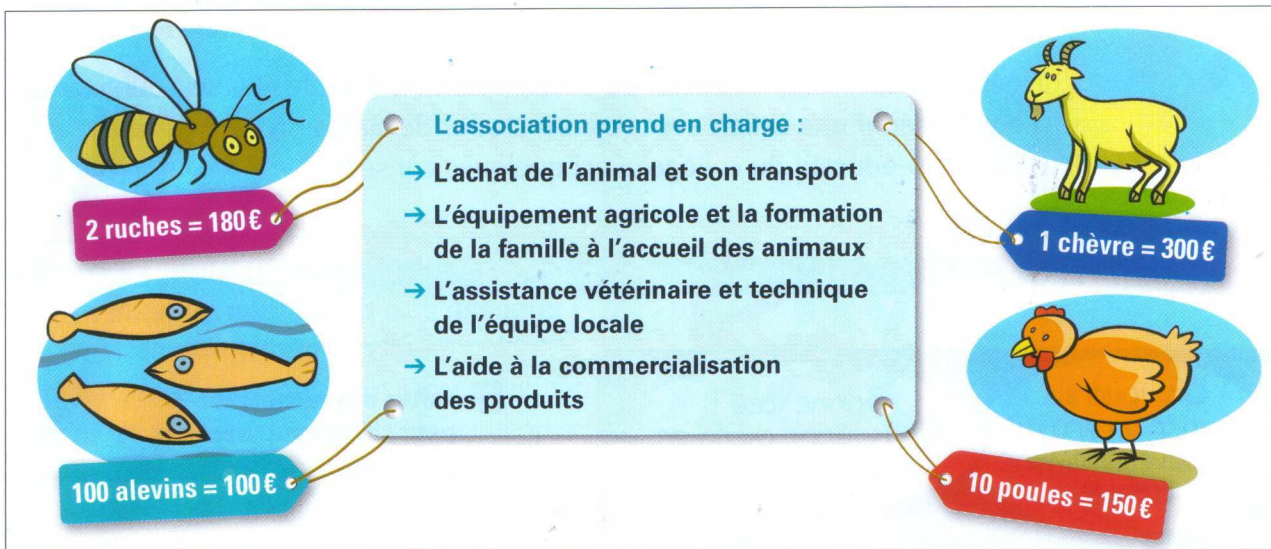 L'association prend en charge :
→ L'achat de l'animal et son transport
→ L'équipement agricole et la formation
de la famille à l'accueil des animaux
→ L'assistance vétérinaire et technique
de l'équipe locale
→ L'aide à la commercialisation
des produits
2 ruches = 180 €
1 chèvre = 300 €
100 alevins = 100 €
10 poules = 150 €